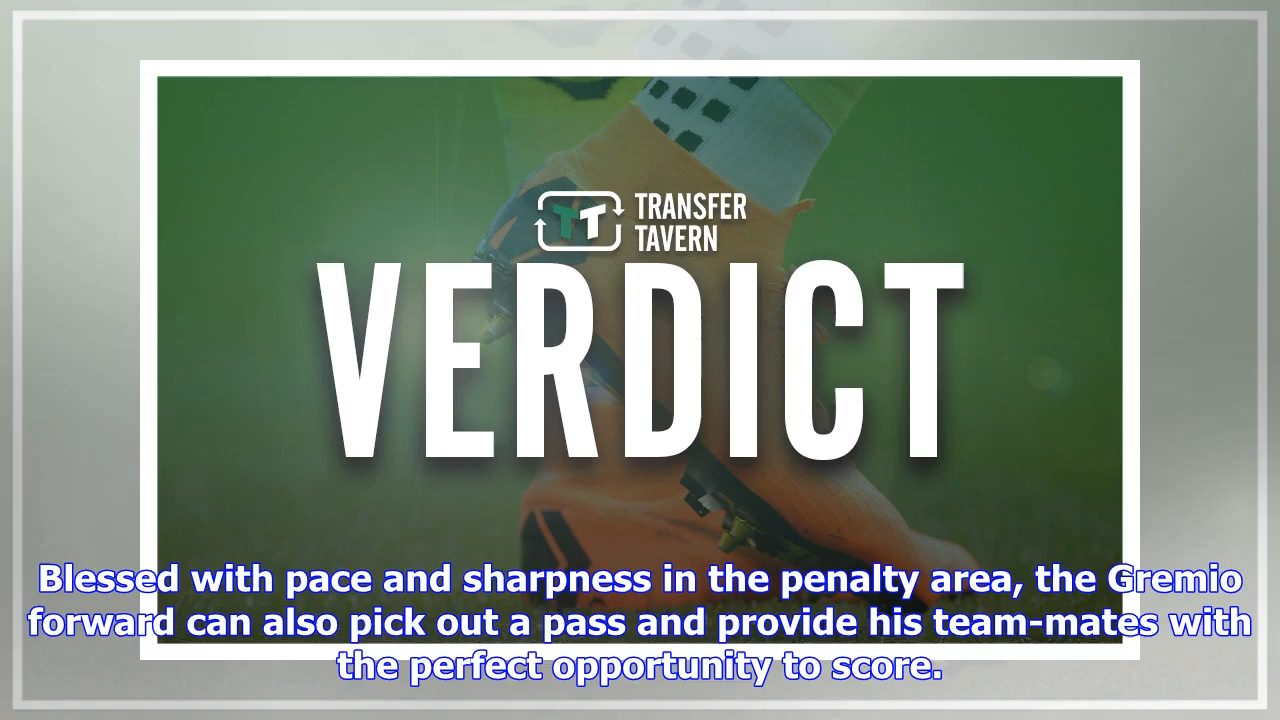 TT
TRANSFER
TAVERN
VERDICT
Blessed with pace and sharpness in the penalty area, the Gremio
forward can also pick out a pass and provide his team-mates with
the perfect opportunity to score.